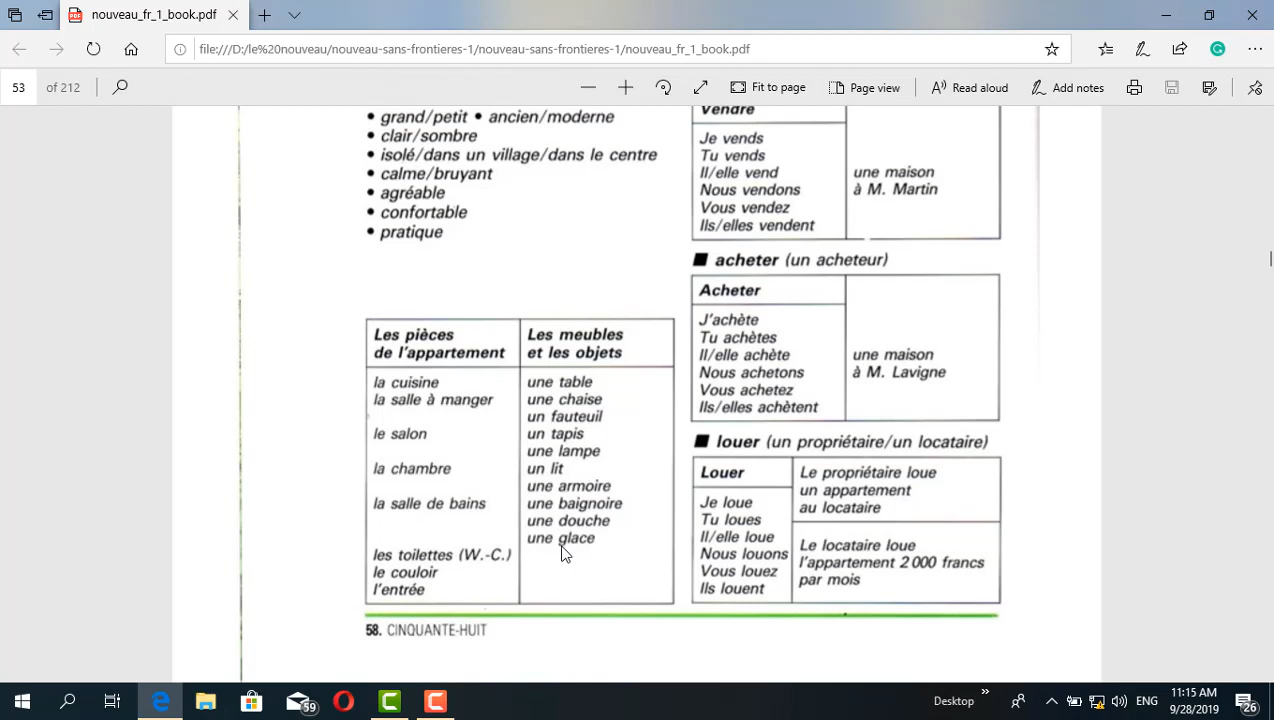 nouveau_fr_1_book.pdf
file:///D:/le%20nouveau/nouveau-sans-frontieres-1/nouveau-sans-frontieres-1/nouveau_fr_1_book.pdf
53 of 212
Fit to page
Page view
Read aloud
Add notes
• grand/petit • ancien/moderne
• clair/sombre
• isolé/dans un village/dans le centre
• calme/bruyant
• agréable
• confortable
• pratique
Les pièces
de l'appartement
la cuisine
la salle à manger
le salon
la chambre
la salle de bains
les toilettes (W.-C.)
le couloir
l'entrée
Les meubles
et les objets
une table
une chaise
un fauteuil
un tapis
une lampe
un lit
une armoire
une baignoire
une douche
une glace
58. CINQUANTE-HUIT
Vendre
Je vends
Tu vends
Il/elle vend
Nous vendons
Vous vendez
Ils/elles vendent
une maison
à M. Martin
■ acheter (un acheteur)
Acheter
J'achète
Tu achètes
Il/elle achète
Nous achetons
Vous achetez
Ils/elles achètent
une maison
à M. Lavigne
■ louer (un propriétaire/un locataire)
Louer
Je loue
Tu loues
Il/elle loue
Nous louons
Vous louez
Ils louent
Le propriétaire loue
un appartement
au locataire
Le locataire loue
l'appartement 2 000 francs
par mois
59
Desktop
ENG
11:15 AM
9/28/2019
26